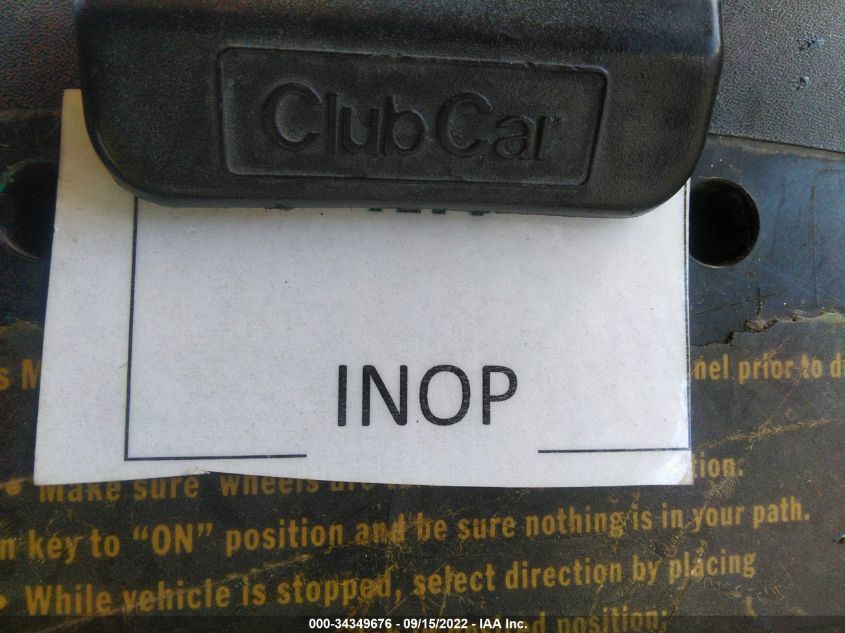 Club Car
INOP
nel prior to d
• Make sure wheels are tion.
n key to "ON" position and be sure nothing is in your path.
• While vehicle is stopped, select direction by placing
position:
000-34349676 - 09/15/2022 - IAA Inc.